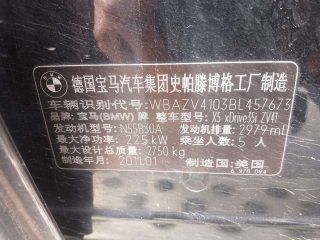 德国宝马汽车集团史帕滕博格工厂制造
车辆识别代号: WBAZV4103BL457673
品牌: 宝马(BMW)牌 整车型号: X5 xDrive35i ZV41
发动机型号: N55B30A 发动机排量: 2979 ml
最大净功率: 225 kW 乘坐人数: 5 人
最大设计总质量: 2750 kg
制造年月: 2011.01 制造国: 美国
6 978 094